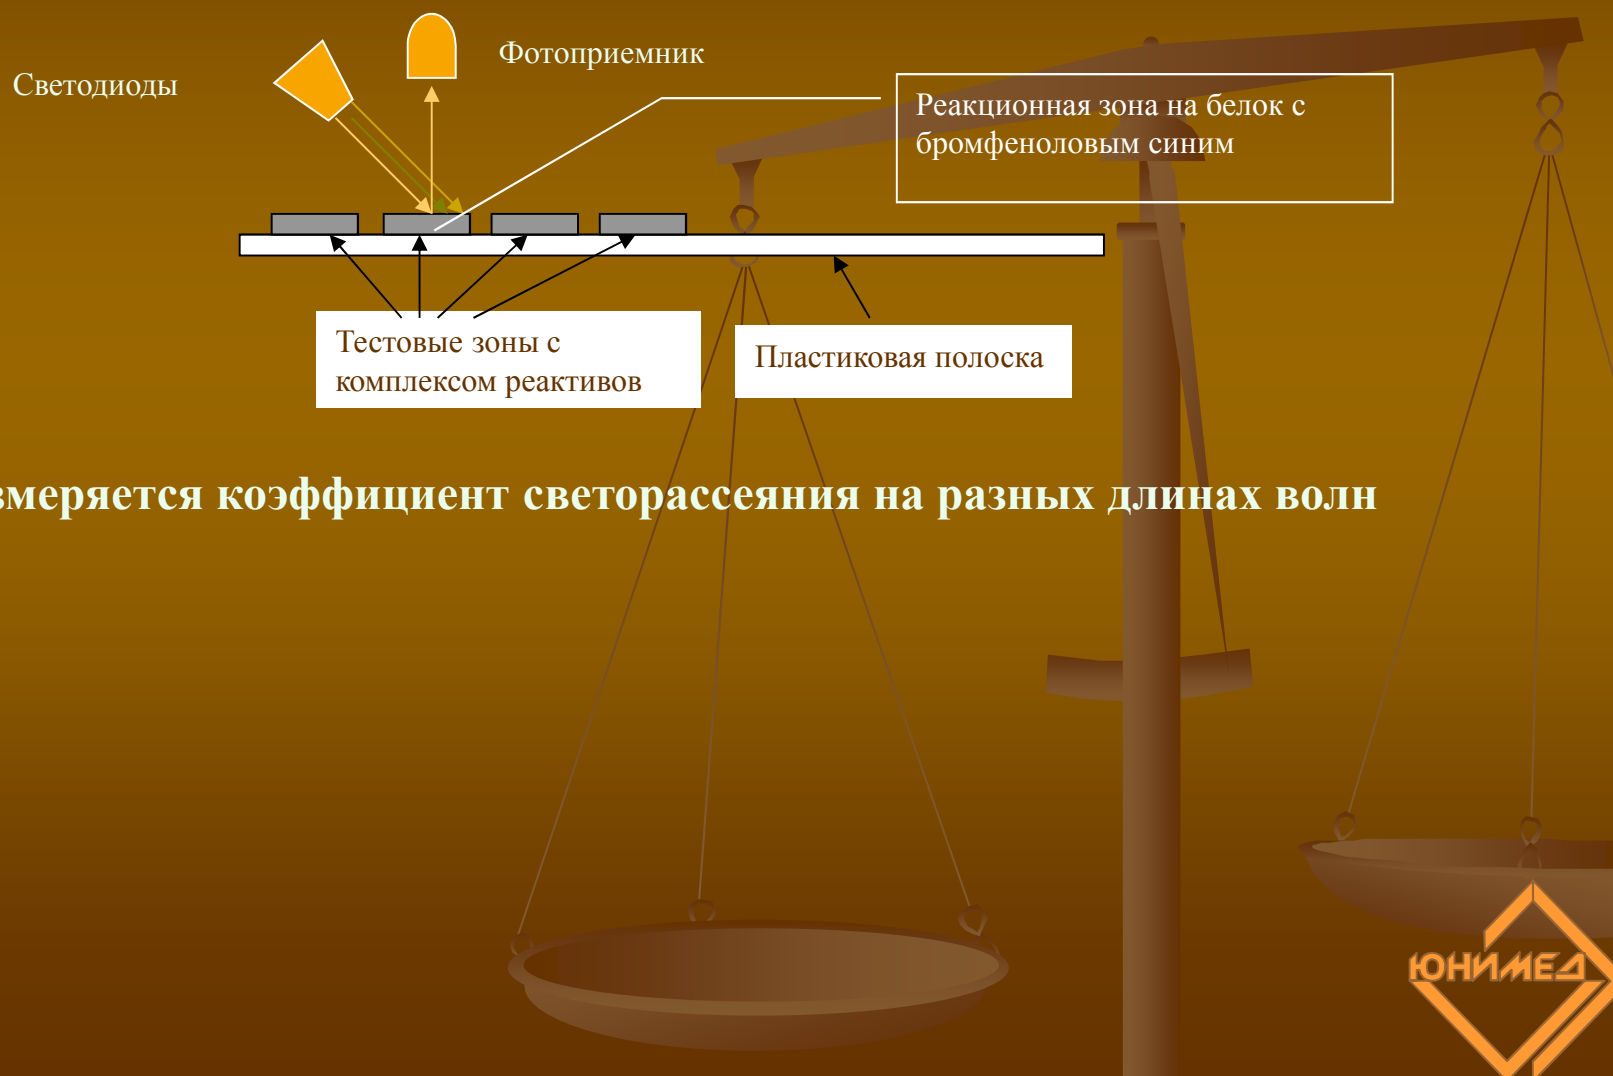 Светодиоды
Фотоприемник
Реакционная зона на белок с
бромфеноловым синим
Тестовые зоны с
комплексом реактивов
Пластиковая полоска
змеряется коэффициент светорассеяния на разных длинах волн
ЮНИМЕД